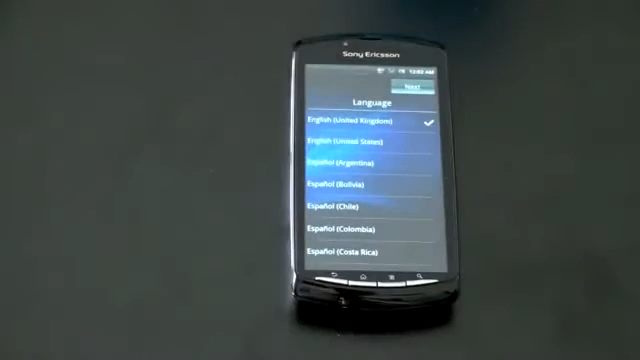 Sony Ericsson
12:02 AM
Next
Language
English (United Kingdom)
English (United States)
Español (Argentina)
Español (Bolivia)
Español (Chile)
Español (Colombia)
Español (Costa Rica)